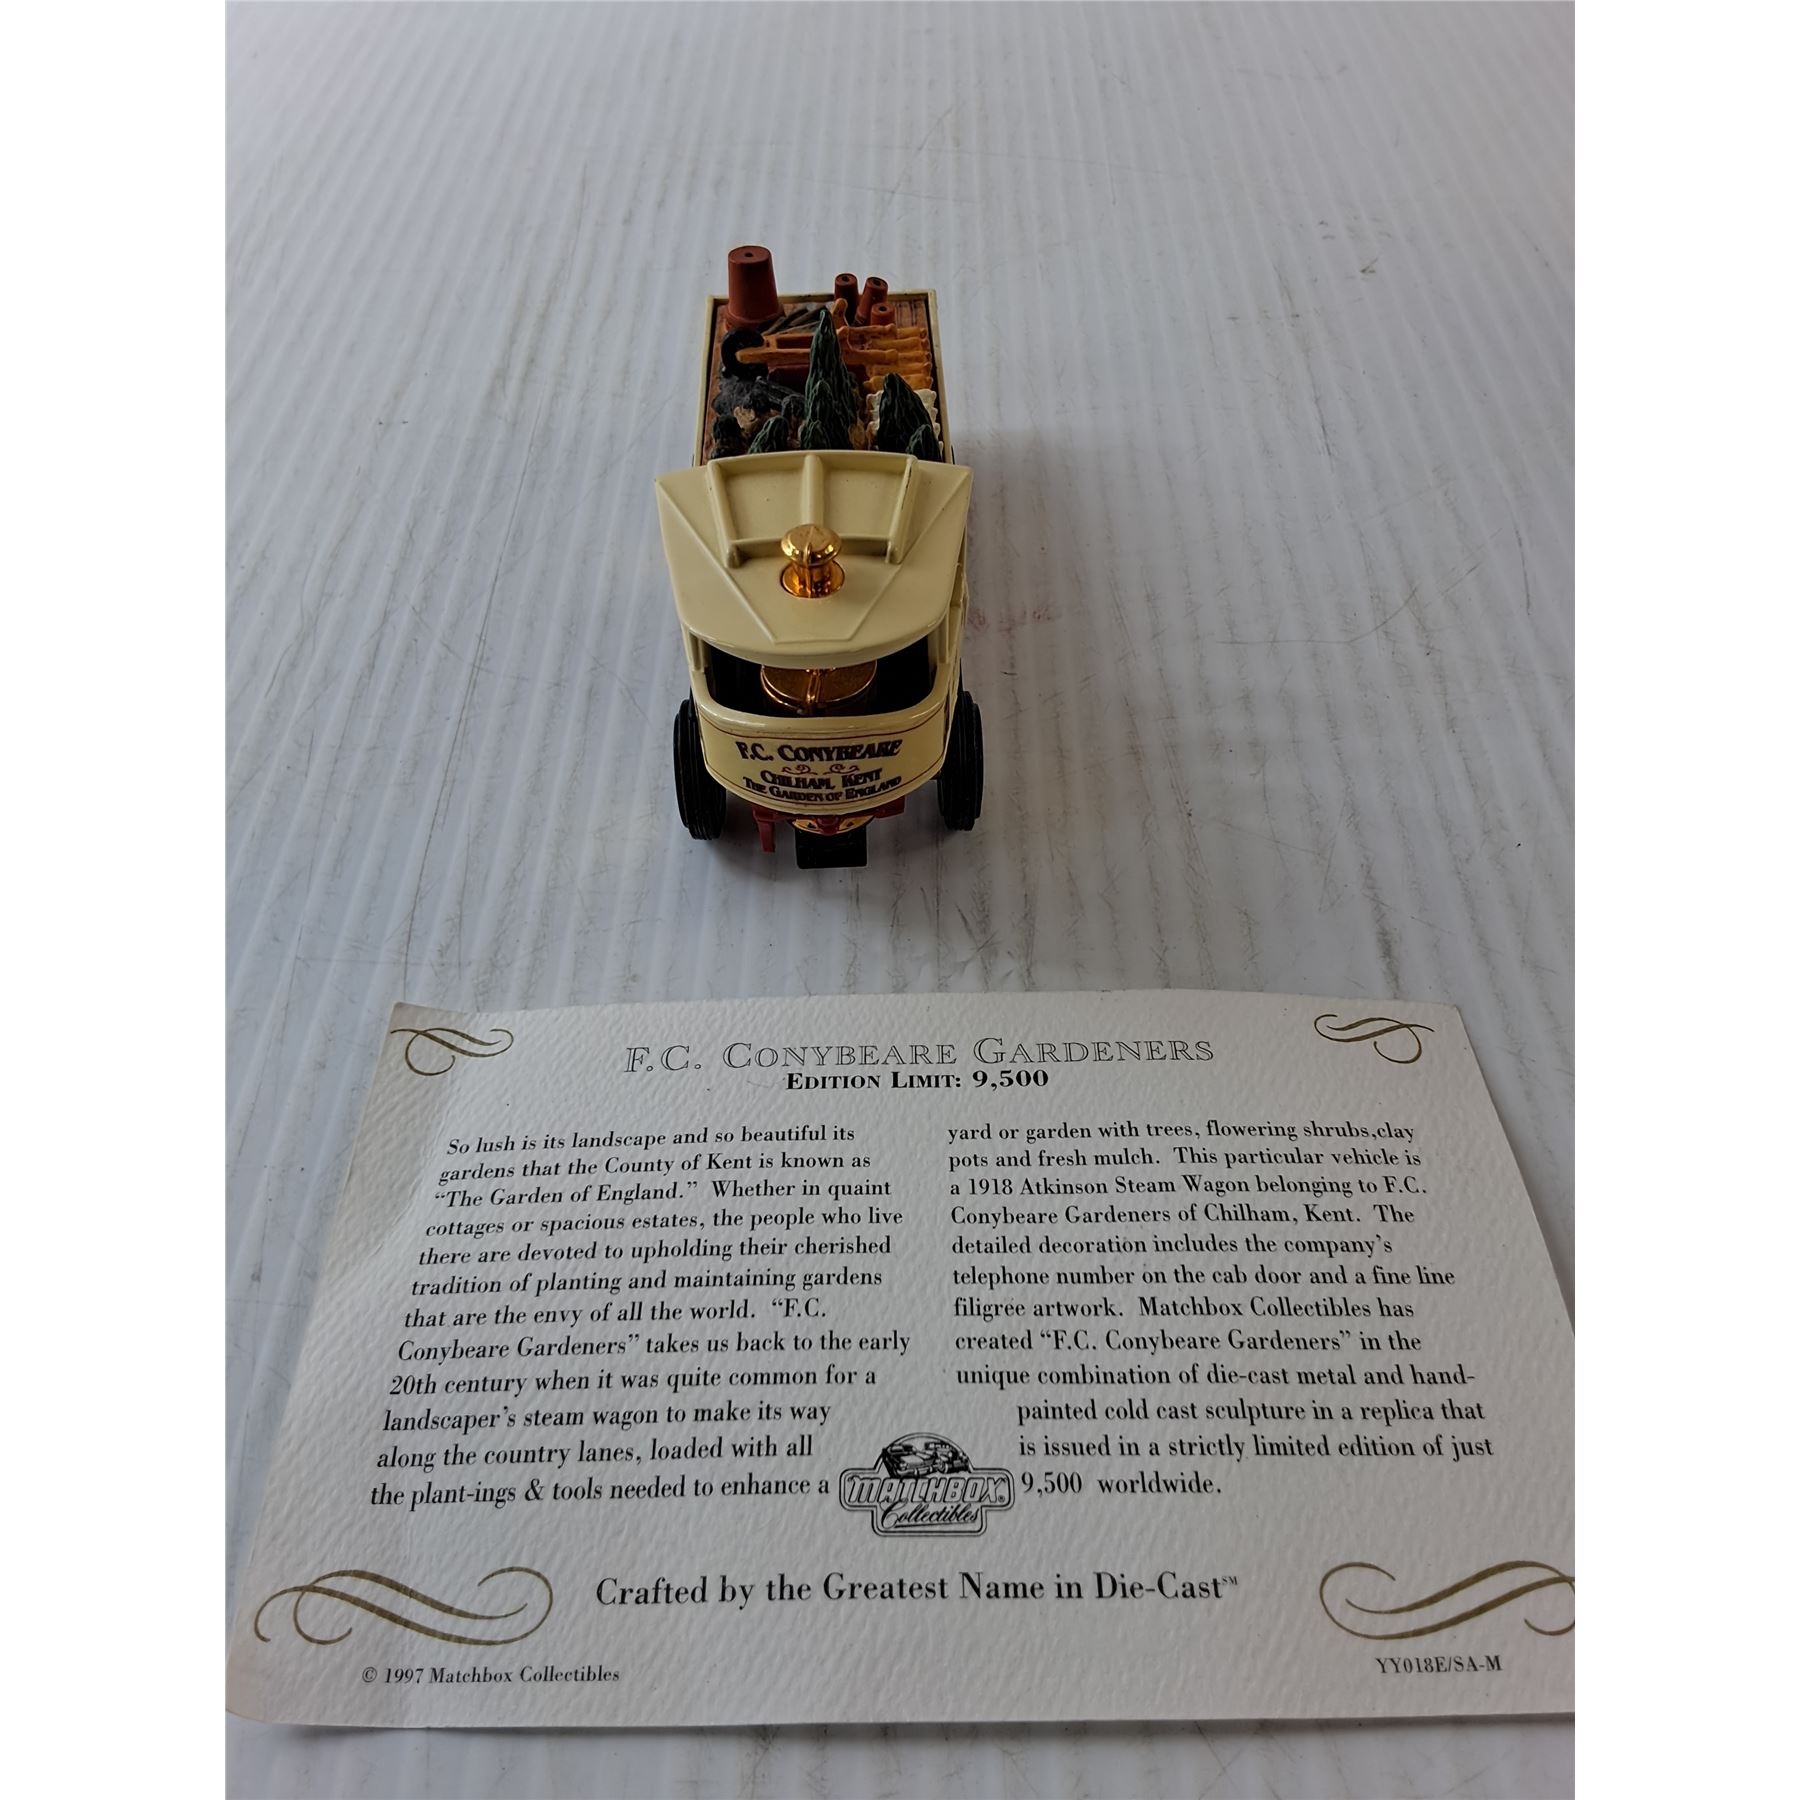 F.C. CONYBEARE
CHILHAM, KENT
THE GARDEN OF ENGLAND
F.C. CONYBEARE GARDENERS
EDITION LIMIT: 9,500
So lush is its landscape and so beautiful its
gardens that the County of Kent is known as
“The Garden of England.” Whether in quaint
cottages or spacious estates, the people who live
there are devoted to upholding their cherished
tradition of planting and maintaining gardens
that are the envy of all the world. “F.C.
Conybeare Gardeners” takes us back to the early
20th century when it was quite common for a
landscaper’s steam wagon to make its way
along the country lanes, loaded with all
the plant-ings & tools needed to enhance a
yard or garden with trees, flowering shrubs,clay
pots and fresh mulch. This particular vehicle is
a 1918 Atkinson Steam Wagon belonging to F.C.
Conybeare Gardeners of Chilham, Kent. The
detailed decoration includes the company’s
telephone number on the cab door and a fine line
filigree artwork. Matchbox Collectibles has
created “F.C. Conybeare Gardeners” in the
unique combination of die-cast metal and hand-
painted cold cast sculpture in a replica that
is issued in a strictly limited edition of just
9,500 worldwide.
MATCHBOX
Collectibles
Crafted by the Greatest Name in Die-Cast℠
© 1997 Matchbox Collectibles
YY018E/SA-M